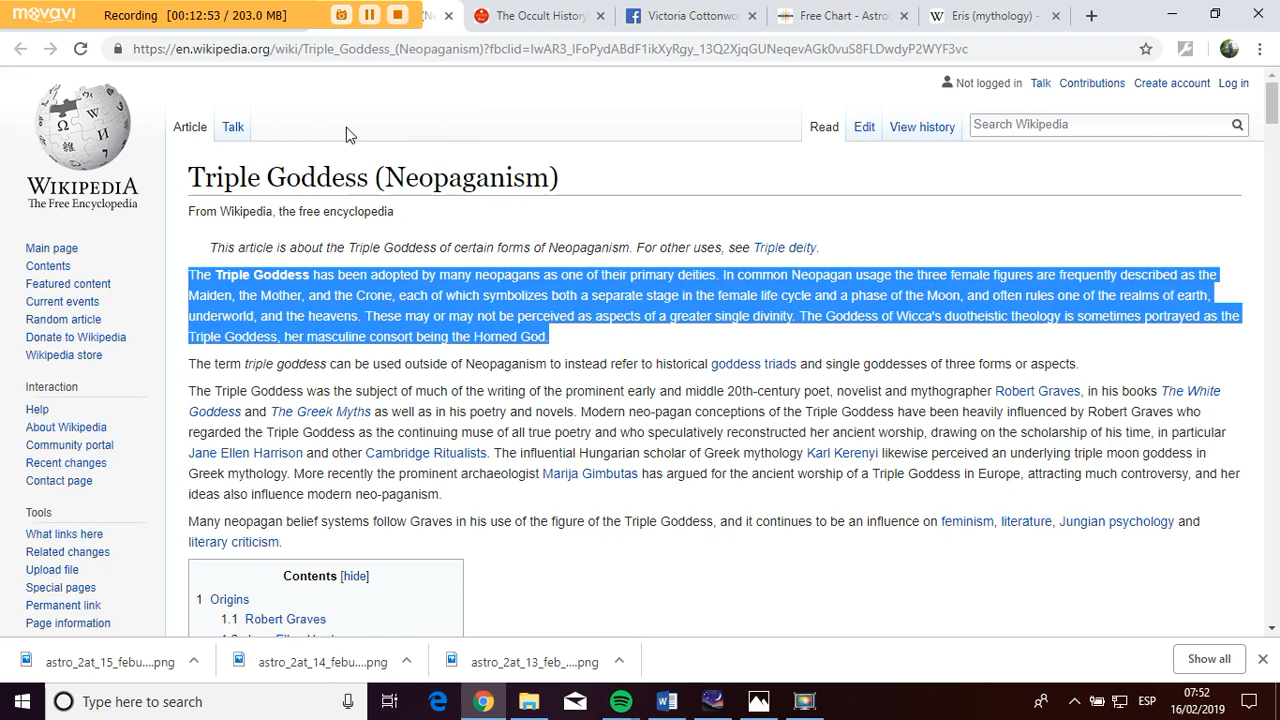 movavi Recording (00:12:53 / 203.0 MB)
The Occult History
Victoria Cottonwo
Free Chart - Astro
Eris (mythology) -
https://en.wikipedia.org/wiki/Triple_Goddess_(Neopaganism)?fbclid=IwAR3_lFoPydABdF1ikXyRgy_13Q2XjqGUNeqevAGk0vuS8FLDwdyP2WYF3vc
Not logged in Talk Contributions Create account Log in
Article Talk Read Edit View history Search Wikipedia
WIKIPEDIA
The Free Encyclopedia
Main page
Contents
Featured content
Current events
Random article
Donate to Wikipedia
Wikipedia store
Interaction
Help
About Wikipedia
Community portal
Recent changes
Contact page
Tools
What links here
Related changes
Upload file
Special pages
Permanent link
Page information
Triple Goddess (Neopaganism)
From Wikipedia, the free encyclopedia
This article is about the Triple Goddess of certain forms of Neopaganism. For other uses, see Triple deity.
The Triple Goddess has been adopted by many neopagans as one of their primary deities. In common Neopagan usage the three female figures are frequently described as the
Maiden, the Mother, and the Crone, each of which symbolizes both a separate stage in the female life cycle and a phase of the Moon, and often rules one of the realms of earth,
underworld, and the heavens. These may or may not be perceived as aspects of a greater single divinity. The Goddess of Wicca's duotheistic theology is sometimes portrayed as the
Triple Goddess, her masculine consort being the Horned God.
The term triple goddess can be used outside of Neopaganism to instead refer to historical goddess triads and single goddesses of three forms or aspects.
The Triple Goddess was the subject of much of the writing of the prominent early and middle 20th-century poet, novelist and mythographer Robert Graves, in his books The White
Goddess and The Greek Myths as well as in his poetry and novels. Modern neo-pagan conceptions of the Triple Goddess have been heavily influenced by Robert Graves who
regarded the Triple Goddess as the continuing muse of all true poetry and who speculatively reconstructed her ancient worship, drawing on the scholarship of his time, in particular
Jane Ellen Harrison and other Cambridge Ritualists. The influential Hungarian scholar of Greek mythology Karl Kerenyi likewise perceived an underlying triple moon goddess in
Greek mythology. More recently the prominent archaeologist Marija Gimbutas has argued for the ancient worship of a Triple Goddess in Europe, attracting much controversy, and her
ideas also influence modern neo-paganism.
Many neopagan belief systems follow Graves in his use of the figure of the Triple Goddess, and it continues to be an influence on feminism, literature, Jungian psychology and
literary criticism.
Contents [hide]
1 Origins
1.1 Robert Graves
astro_2at_15_febu....png
astro_2at_14_febu....png
astro_2at_13_feb_....png
Show all
Type here to search
ESP
07:52
16/02/2019